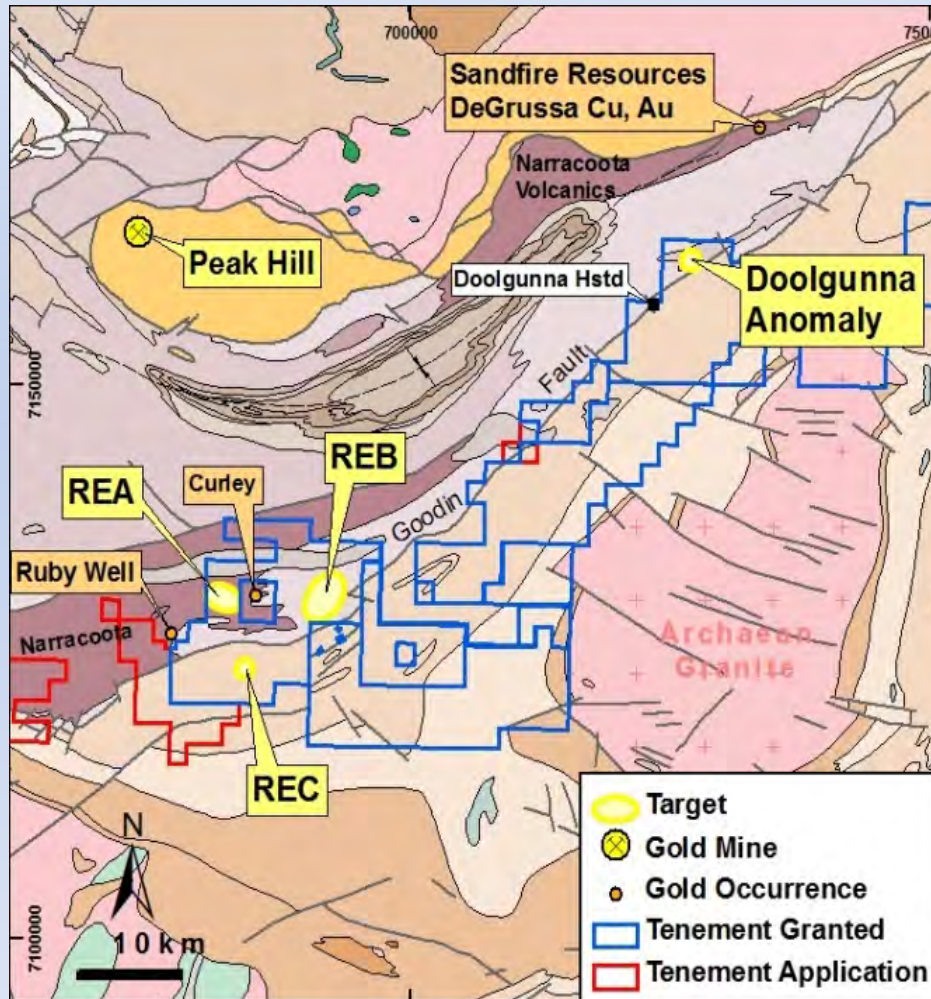 700000
750
Sandfire Resources
DeGrussa Cu, Au
Narracoota
Volcanics
Peak Hill
Doolgunna Hstd
Doolgunna
Anomaly
7150000
Fault
Goodin
REB
REA
Curley
Ruby Well
Narracoota
Archaean
Granite
REC
N
10 km
7100000
Target
Gold Mine
Gold Occurrence
Tenement Granted
Tenement Application